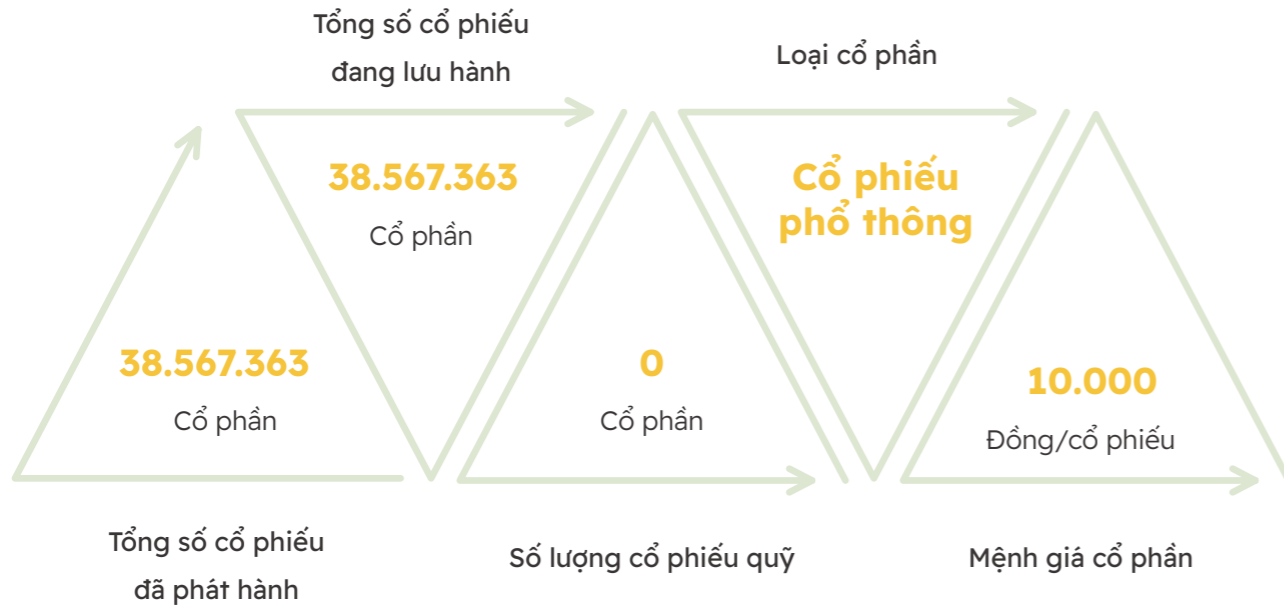 Tổng số cổ phiếu
đang lưu hành
38.567.363
Cổ phần
Loại cổ phần
Cổ phiếu
phổ thông
38.567.363
Cổ phần
Tổng số cổ phiếu
đã phát hành
0
Cổ phần
Số lượng cổ phiếu quỹ
10.000
Đồng/cổ phiếu
Mệnh giá cổ phần